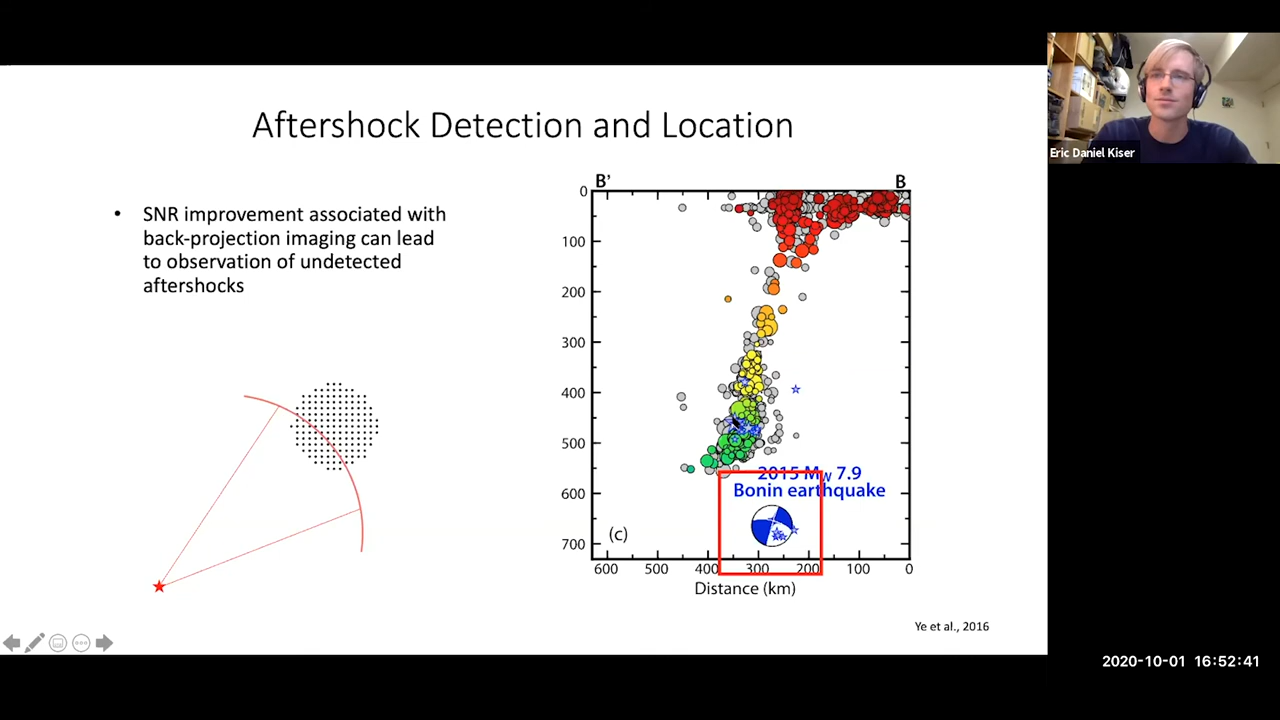 Aftershock Detection and Location
• SNR improvement associated with
back-projection imaging can lead
to observation of undetected
aftershocks
B'
B
0
100
200
300
400
500
600
700
2015 Mw 7.9
Bonin earthquake
(c)
600 500 400 300 200 100 0
Distance (km)
Ye et al., 2016
Eric Daniel Kiser
2020-10-01 16:52:41